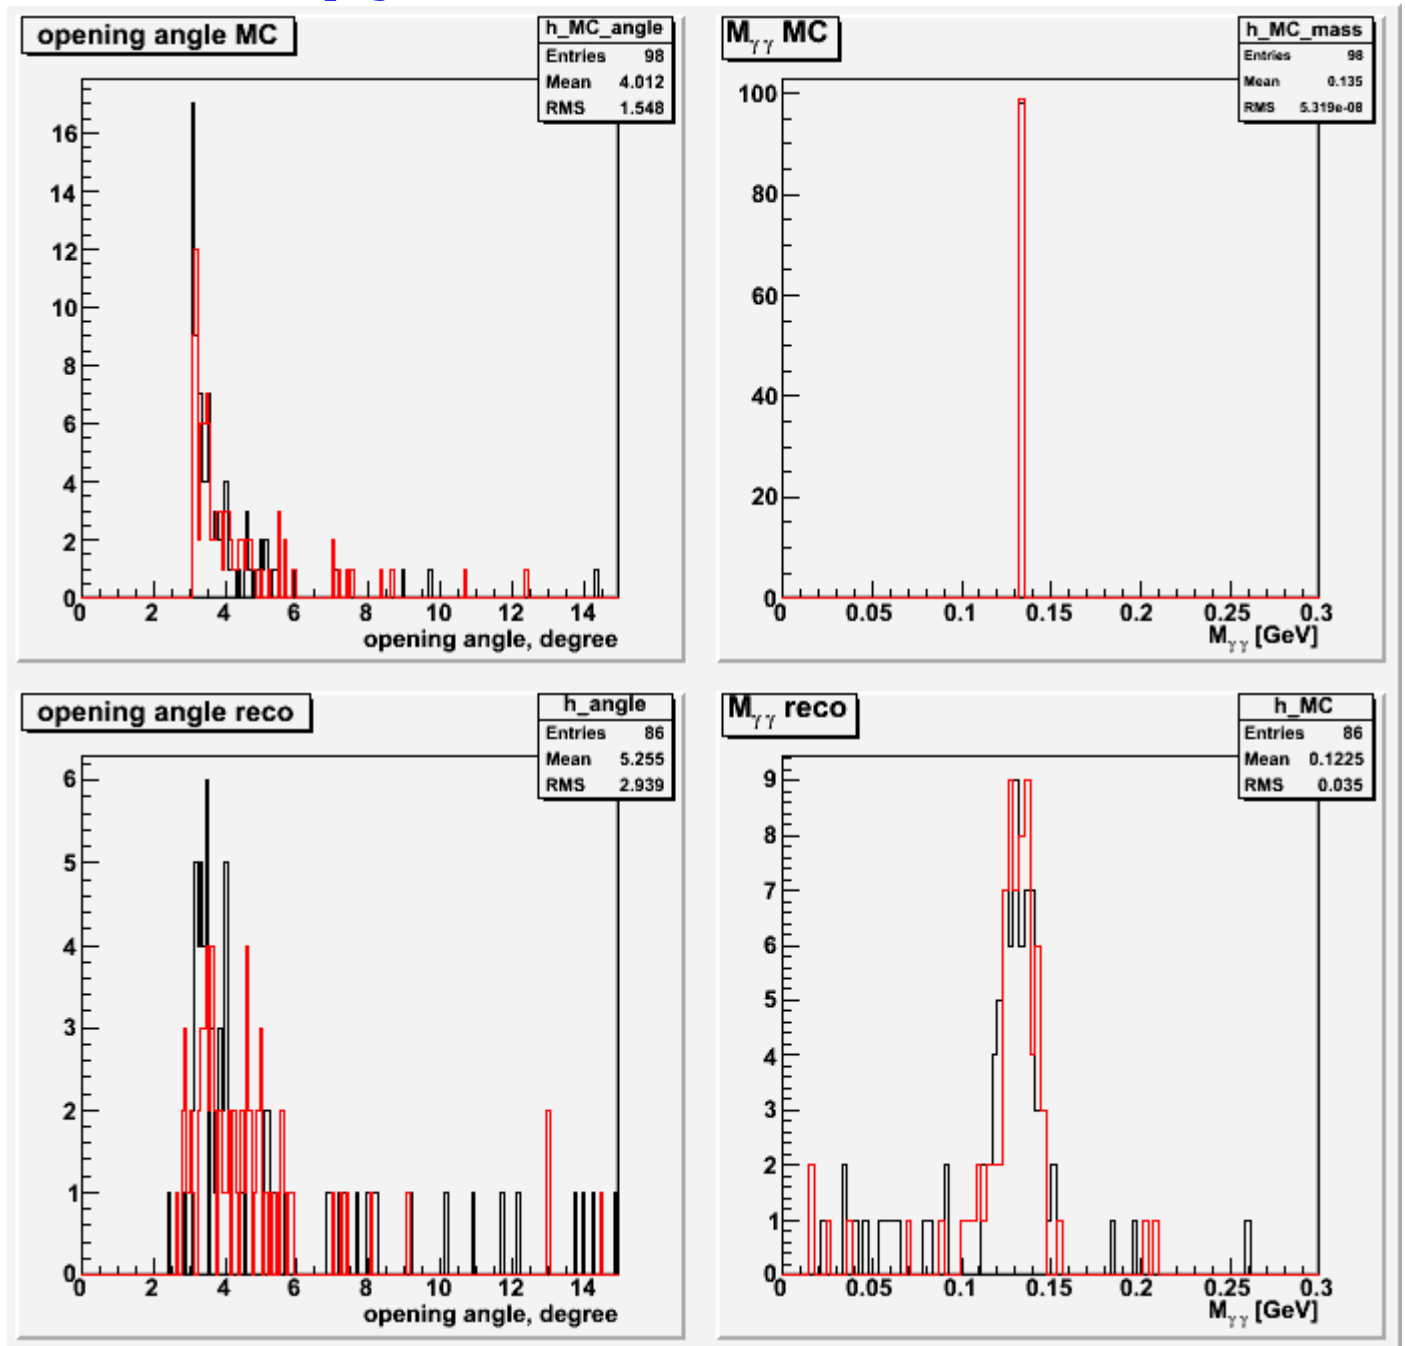 opening angle MC
h_MC_angle
Entries 98
Mean 4.012
RMS 1.548
16
14
12
10
8
6
4
2
0
0 2 4 6 8 10 12 14
opening angle, degree
Mγγ MC
h_MC_mass
Entries 98
Mean 0.135
RMS 5.319e-08
100
80
60
40
20
0
0 0.05 0.1 0.15 0.2 0.25 0.3
Mγγ [GeV]
opening angle reco
h_angle
Entries 86
Mean 5.255
RMS 2.939
6
5
4
3
2
1
0
0 2 4 6 8 10 12 14
opening angle, degree
Mγγ reco
h_MC
Entries 86
Mean 0.1225
RMS 0.035
9
8
7
6
5
4
3
2
1
0
0 0.05 0.1 0.15 0.2 0.25 0.3
Mγγ [GeV]